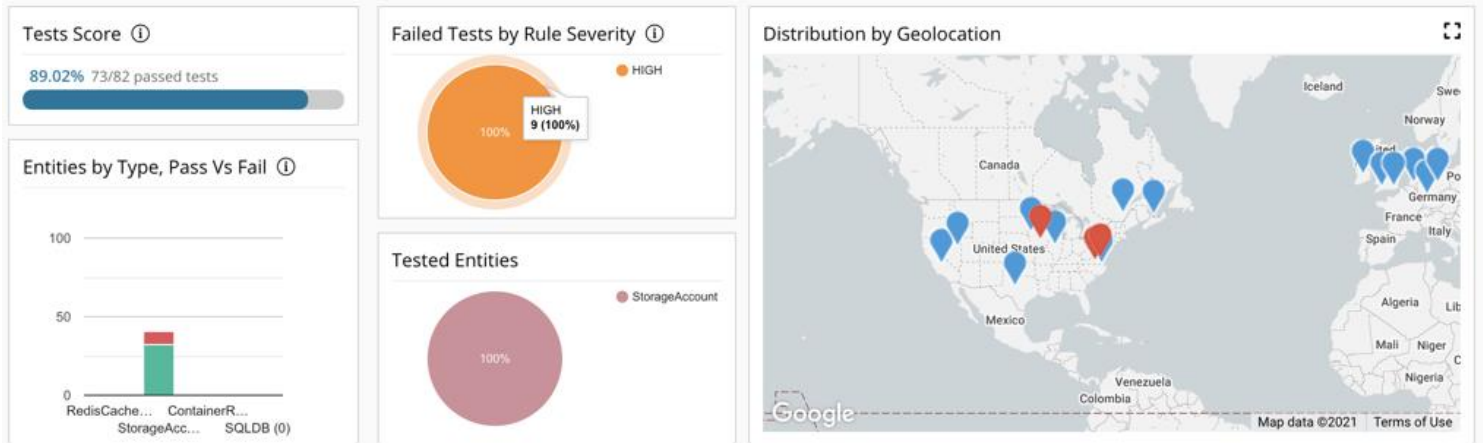 Tests Score
89.02% 73/82 passed tests
Entities by Type, Pass Vs Fail
100
50
0
RedisCache...
ContainerR...
StorageAcc...
SQLDB (0)
Failed Tests by Rule Severity
HIGH
100%
HIGH
9 (100%)
Tested Entities
StorageAccount
100%
Distribution by Geolocation
Iceland
Swe
Norway
Canada
Po
Germany
France
Italy
Spain
United States
Mexico
Algeria
Lib
Mali
Niger
C
Nigeria
Venezuela
Colombia
Google
Map data ©2021
Terms of Use